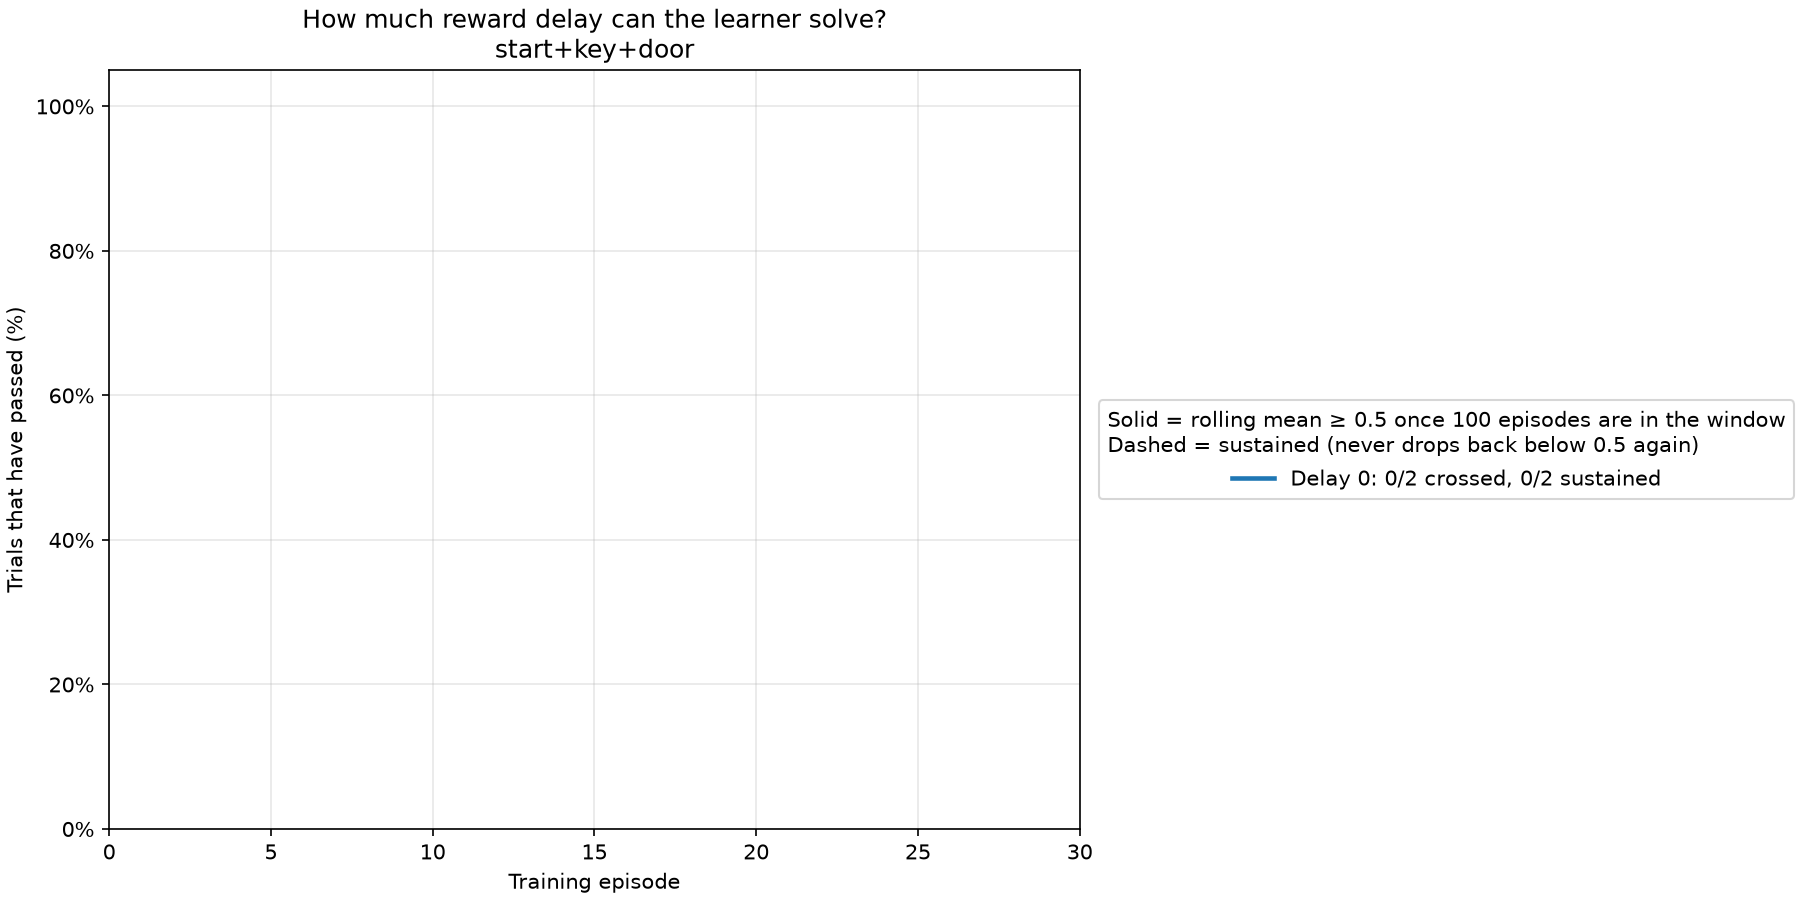 How much reward delay can the learner solve?
start+key+door
Trials that have passed (%)
100%
80%
60%
40%
20%
0%
0 5 10 15 20 25 30
Training episode
Solid = rolling mean ≥ 0.5 once 100 episodes are in the window
Dashed = sustained (never drops back below 0.5 again)
Delay 0: 0/2 crossed, 0/2 sustained